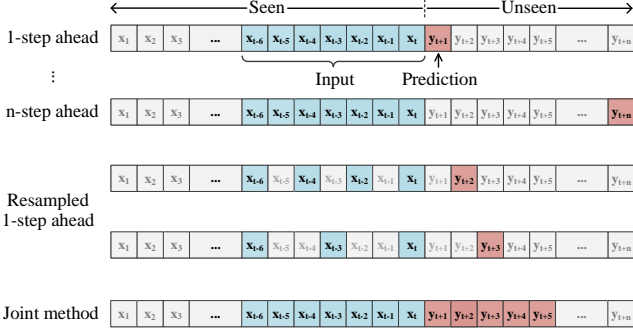 Seen Unseen
1-step ahead x1 x2 x3 ... xt-6 xt-5 xt-4 xt-3 xt-2 xt-1 xt yt+1 yt+2 yt+3 yt+4 yt+5 ... yt+n
⋮ Input Prediction
n-step ahead x1 x2 x3 ... xt-6 xt-5 xt-4 xt-3 xt-2 xt-1 xt yt+1 yt+2 yt+3 yt+4 yt+5 ... yt+n
x1 x2 x3 ... xt-6 xt-5 xt-4 xt-3 xt-2 xt-1 xt yt+1 yt+2 yt+3 yt+4 yt+5 ... yt+n
Resampled
1-step ahead
x1 x2 x3 ... xt-6 xt-5 xt-4 xt-3 xt-2 xt-1 xt yt+1 yt+2 yt+3 yt+4 yt+5 ... yt+n
Joint method x1 x2 x3 ... xt-6 xt-5 xt-4 xt-3 xt-2 xt-1 xt yt+1 yt+2 yt+3 yt+4 yt+5 ... yt+n